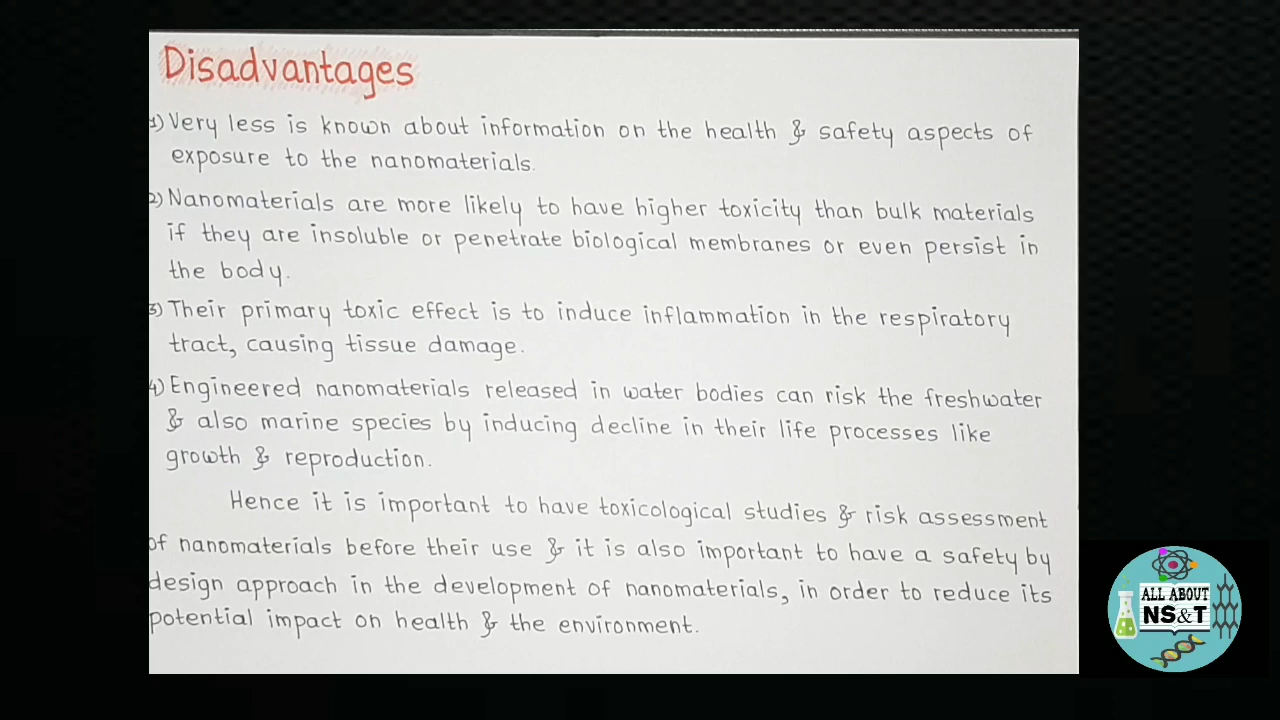 Disadvantages
1) Very less is known about information on the health & safety aspects of
exposure to the nanomaterials.
2) Nanomaterials are more likely to have higher toxicity than bulk materials
if they are insoluble or penetrate biological membranes or even persist in
the body.
3) Their primary toxic effect is to induce inflammation in the respiratory
tract, causing tissue damage.
4) Engineered nanomaterials released in water bodies can risk the freshwater
& also marine species by inducing decline in their life processes like
growth & reproduction.
Hence it is important to have toxicological studies & risk assessment
of nanomaterials before their use & it is also important to have a safety by
design approach in the development of nanomaterials, in order to reduce its
potential impact on health & the environment.
ALL ABOUT
NS&T